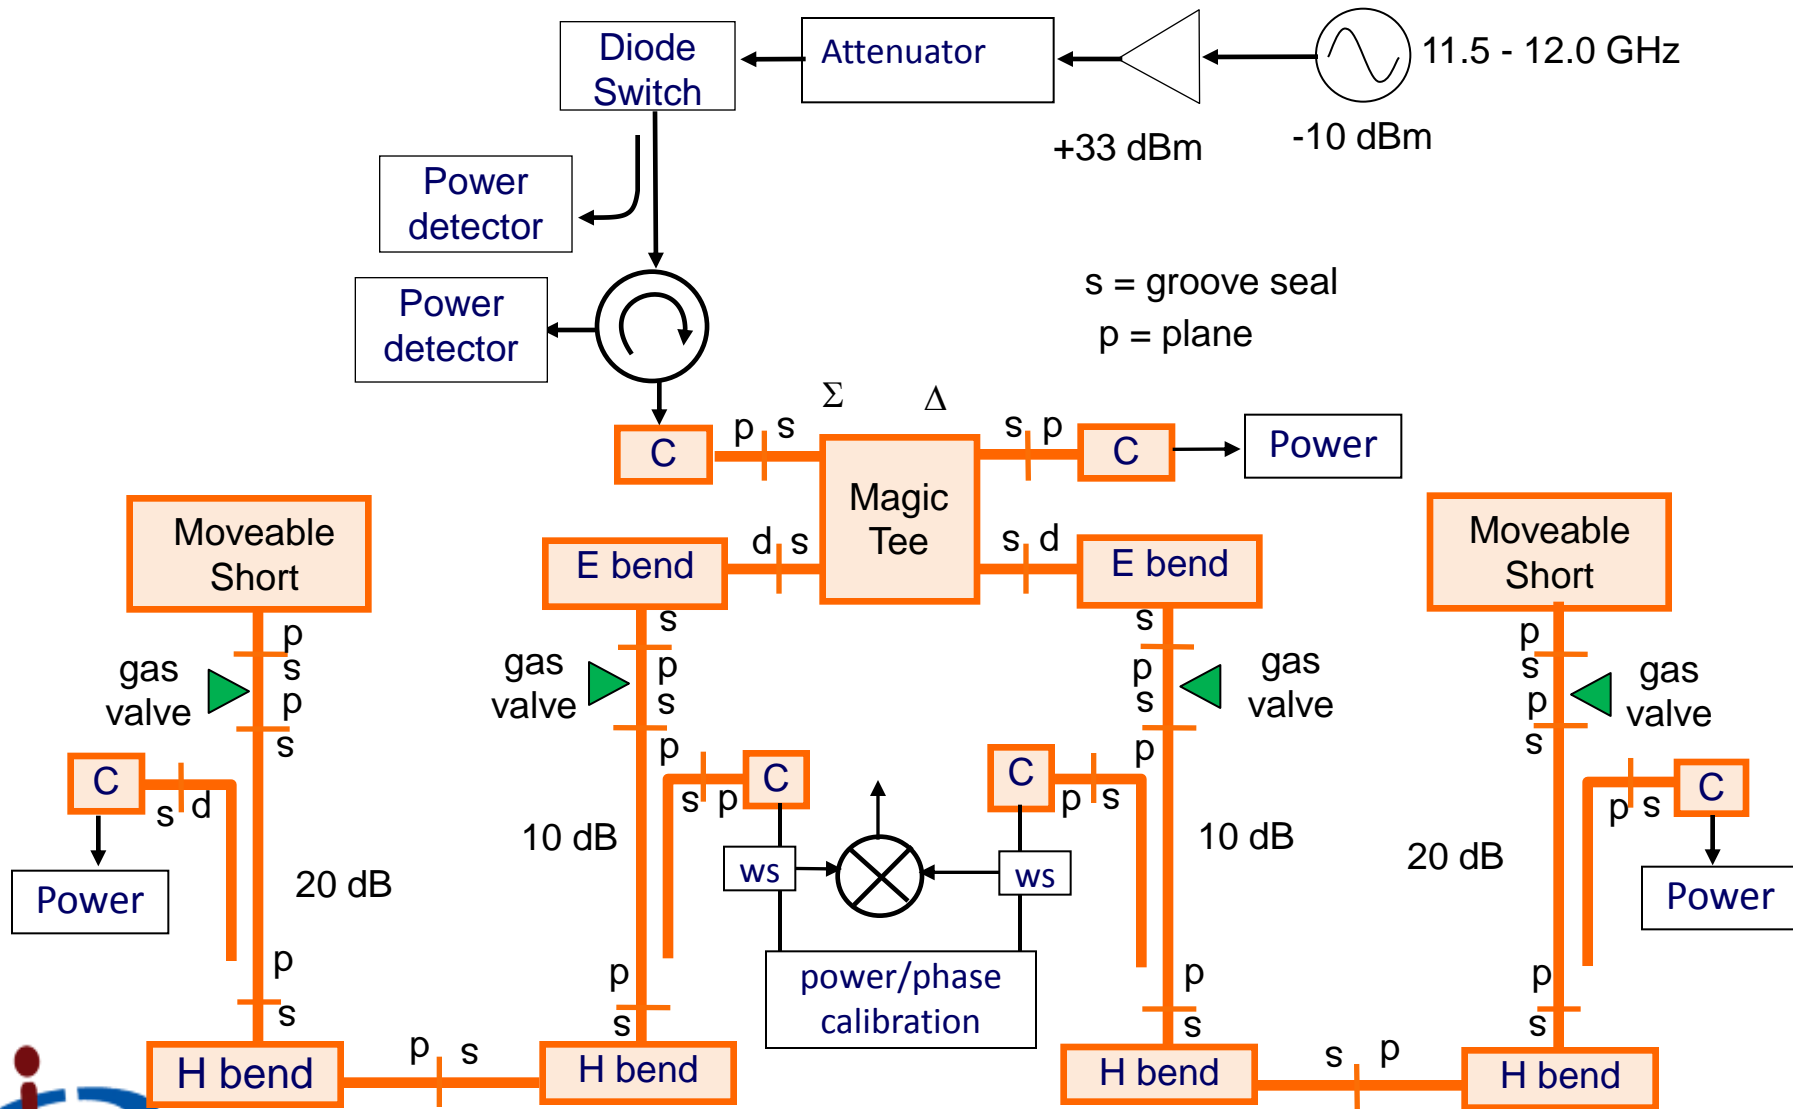 Diode
Switch
Attenuator
11.5 - 12.0 GHz
+33 dBm
-10 dBm
Power
detector
Power
detector
s = groove seal
p = plane
Σ
Δ
p s
s p
C
C
Power
Magic
Tee
Moveable
Short
E bend
d s
s d
E bend
Moveable
Short
p
s
p
s
gas
valve
s
p
s
p
gas
valve
s
p
s
p
gas
valve
p
s
p
s
gas
valve
C
s d
Power
20 dB
p
s
10 dB
s p
C
ws
p
s
C
p s
ws
10 dB
p
s
power/phase
calibration
20 dB
p s
C
Power
p
s
H bend
p s
H bend
H bend
s p
H bend